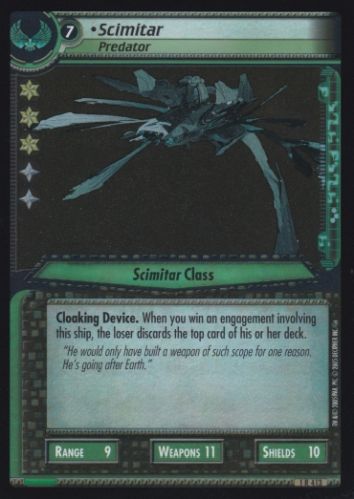 7
•Scimitar
Predator
Scimitar Class
Cloaking Device. When you win an engagement involving
this ship, the loser discards the top card of his or her deck.
"He would only have built a weapon of such scope for one reason.
He's going after Earth."
RANGE 9
WEAPONS 11
SHIELDS 10
1 R 413